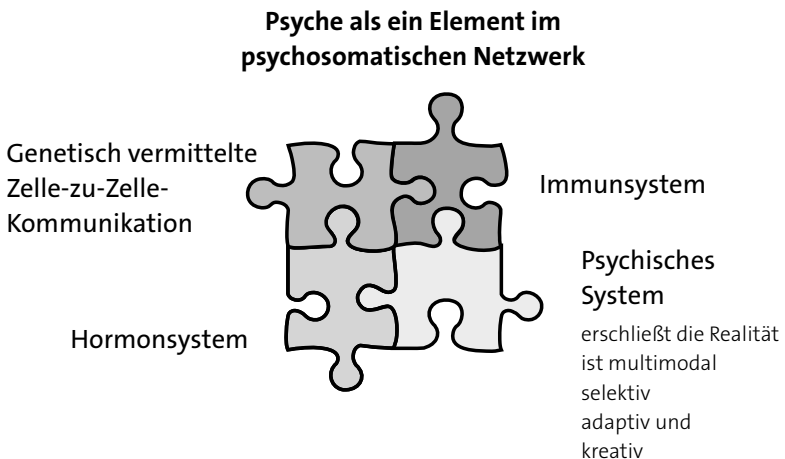 Psyche als ein Element im
psychosomatischen Netzwerk
Genetisch vermittelte
Zelle-zu-Zelle-
Kommunikation
Immunsystem
Psychisches
System
erschließt die Realität
ist multimodal
selektiv
adaptiv und
kreativ
Hormonsystem